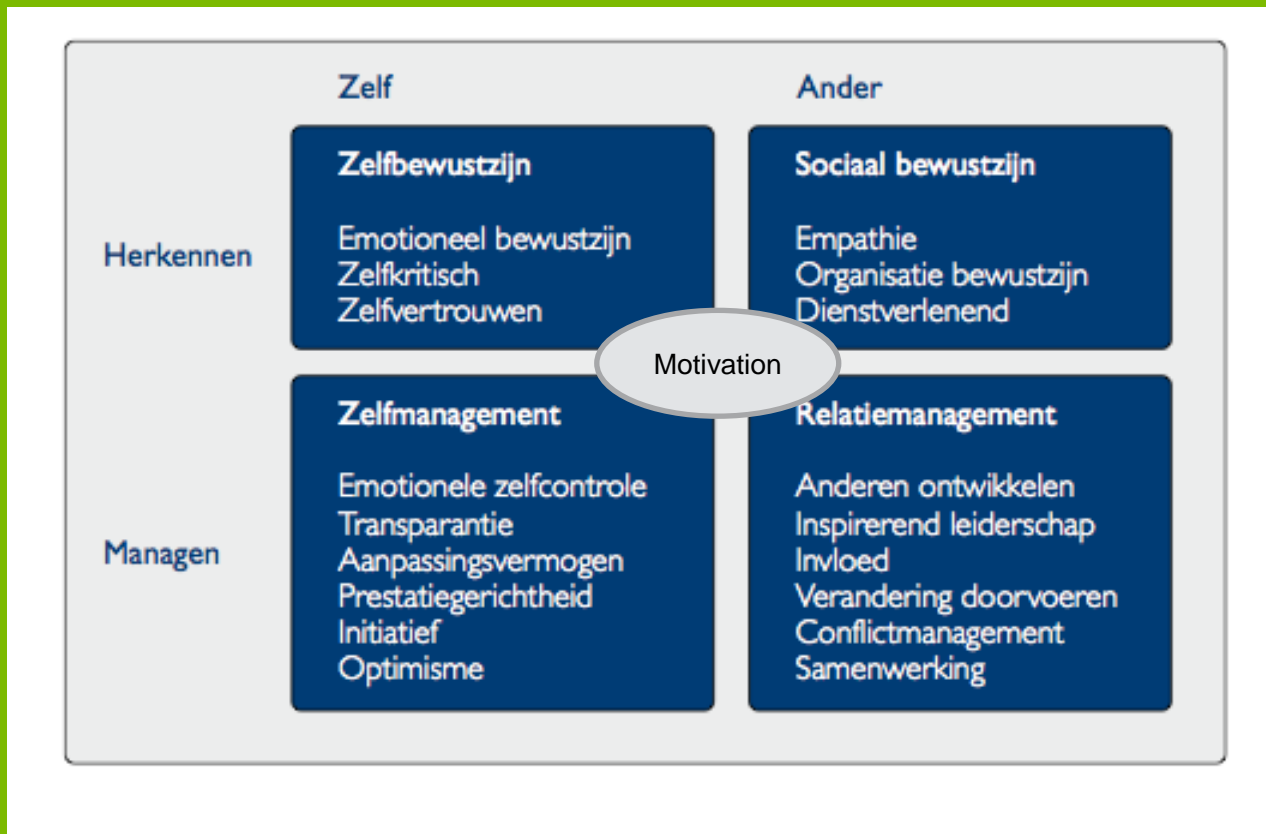 Zelf
Ander
Herkennen
Zelfbewustzijn
Emotioneel bewustzijn
Zelfkritisch
Zelfvertrouwen
Sociaal bewustzijn
Empathie
Organisatie bewustzijn
Dienstverlenend
Motivation
Managen
Zelfmanagement
Emotionele zelfcontrole
Transparantie
Aanpassingsvermogen
Prestatiegerichtheid
Initiatief
Optimisme
Relatiemanagement
Anderen ontwikkelen
Inspirerend leiderschap
Invloed
Verandering doorvoeren
Conflictmanagement
Samenwerking